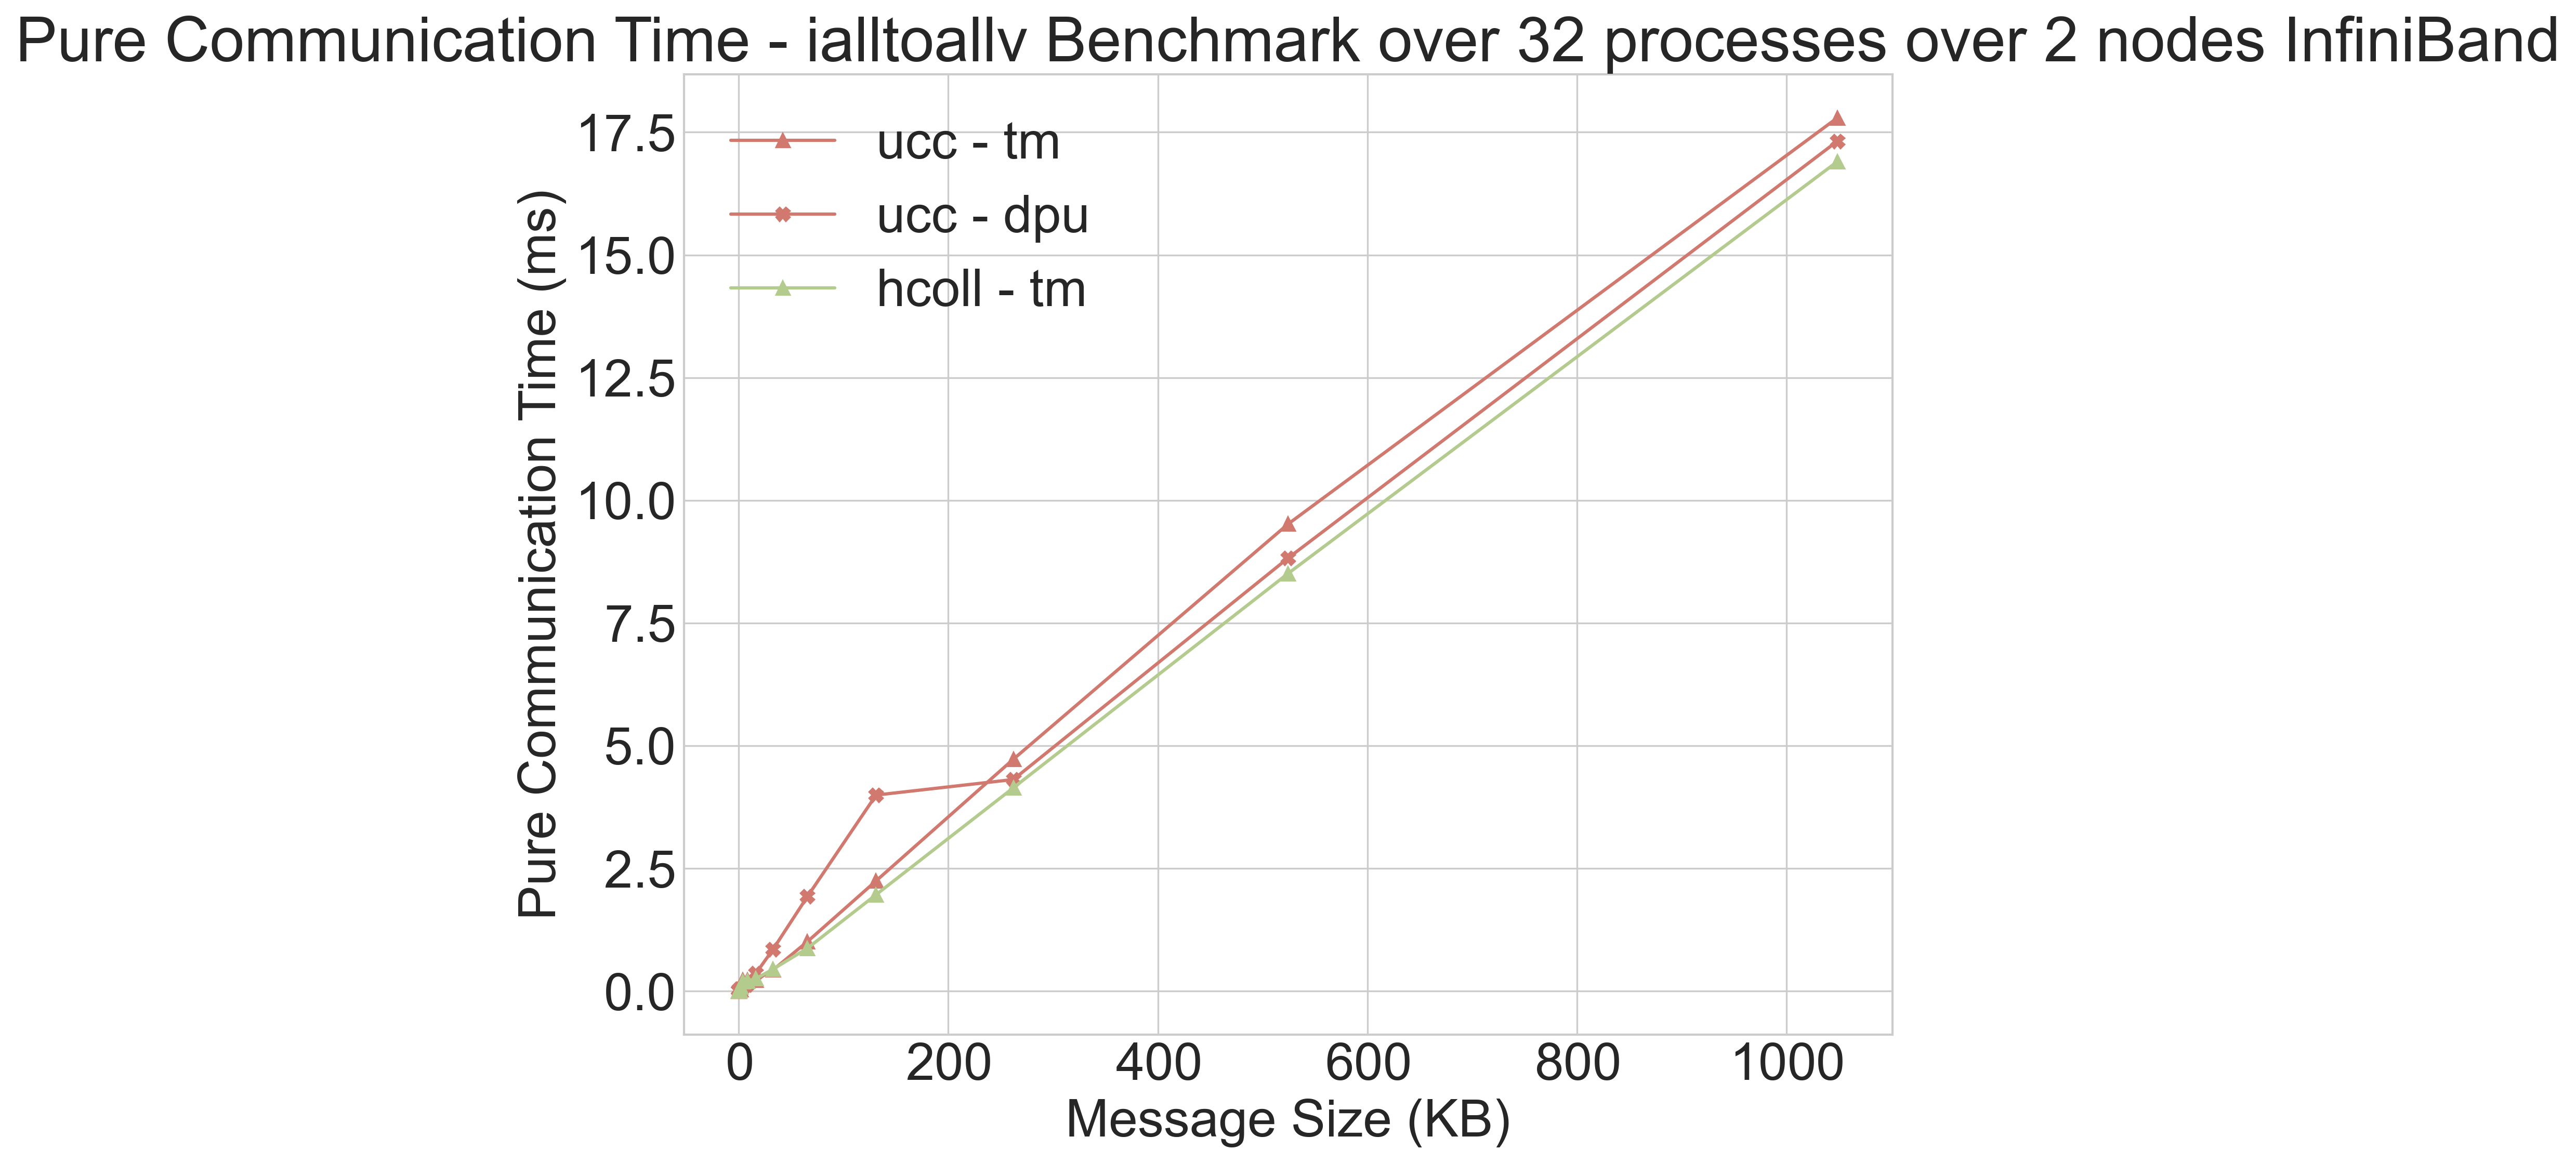 Pure Communication Time - ialltoallv Benchmark over 32 processes over 2 nodes InfiniBand
Pure Communication Time (ms)
17.5
15.0
12.5
10.0
7.5
5.0
2.5
0.0
ucc - tm
ucc - dpu
hcoll - tm
0 200 400 600 800 1000
Message Size (KB)